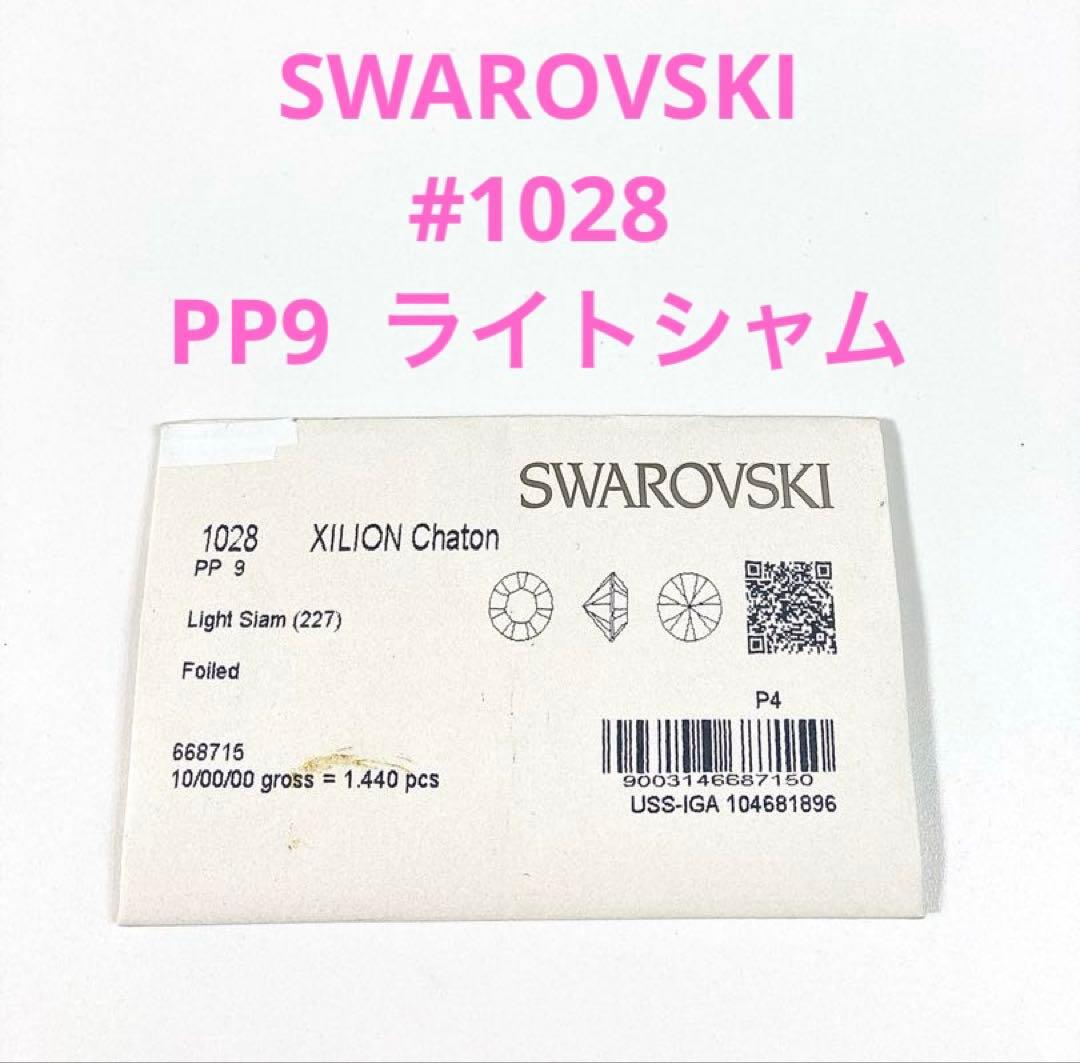 SWAROVSKI
#1028
PP9 ライトシャム
SWAROVSKI
1028 XILION Chaton
PP 9
Light Siam (227)
Foiled
P4
668715
10/00/00 gross = 1.440 pcs
9003146687150
USS-IGA 104681896